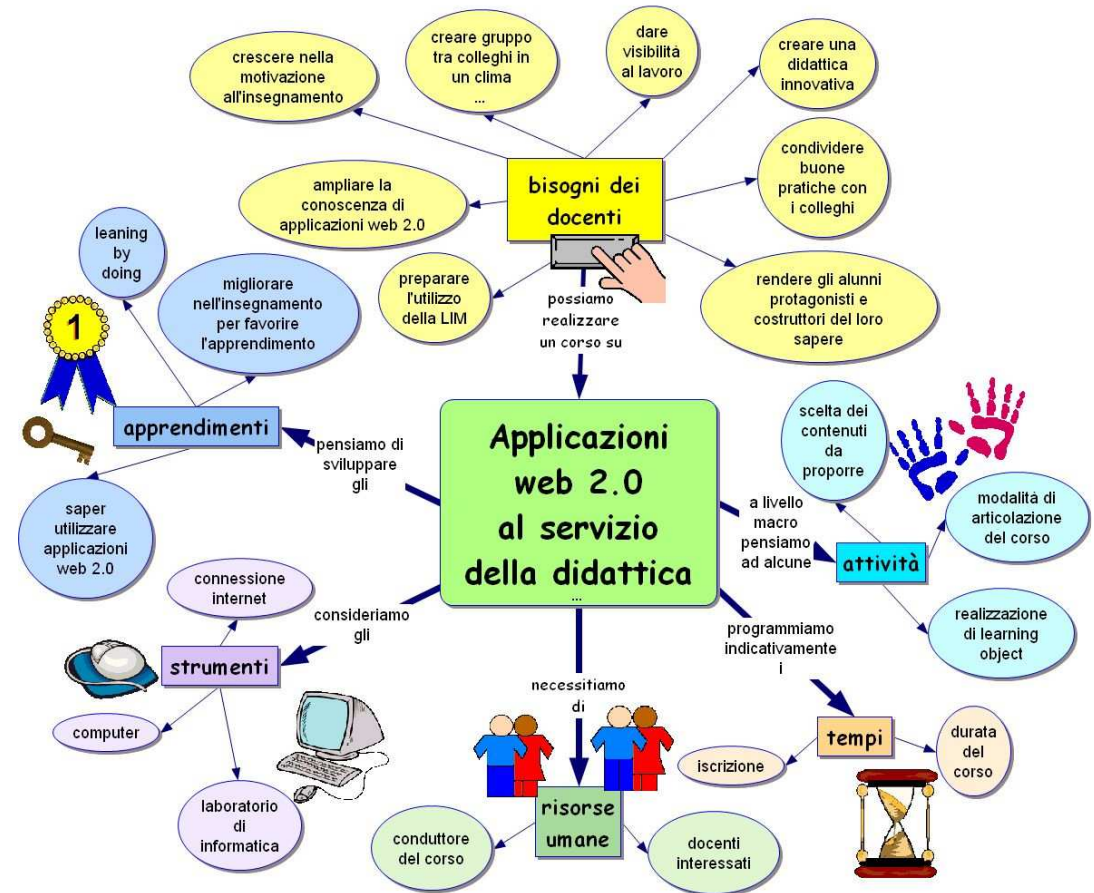 crescere nella
motivazione
all'insegnamento
creare gruppo
tra colleghi in
un clima
...
dare
visibilità
al lavoro
creare una
didattica
innovativa
ampliare la
conoscenza di
applicazioni web 2.0
bisogni dei
docenti
condividere
buone
pratiche con
i colleghi
preparare
l'utilizzo
della LIM
rendere gli alunni
protagonisti e
costruttori del loro
sapere
possiamo
realizzare
un corso su
leaning
by
doing
migliorare
nell'insegnamento
per favorire
l'apprendimento
1
apprendimenti
saper
utilizzare
applicazioni
web 2.0
pensiamo di
sviluppare
gli
Applicazioni
web 2.0
al servizio
della didattica
...
scelta dei
contenuti
da
proporre
a livello
macro
pensiamo
ad alcune
attività
modalità di
articolazione
del corso
realizzazione
di learning
object
connessione
internet
consideriamo
gli
strumenti
computer
laboratorio
di
informatica
necessitiamo
di
risorse
umane
conduttore
del corso
docenti
interessati
programmiamo
indicativamente
i
tempi
iscrizione
durata
del
corso